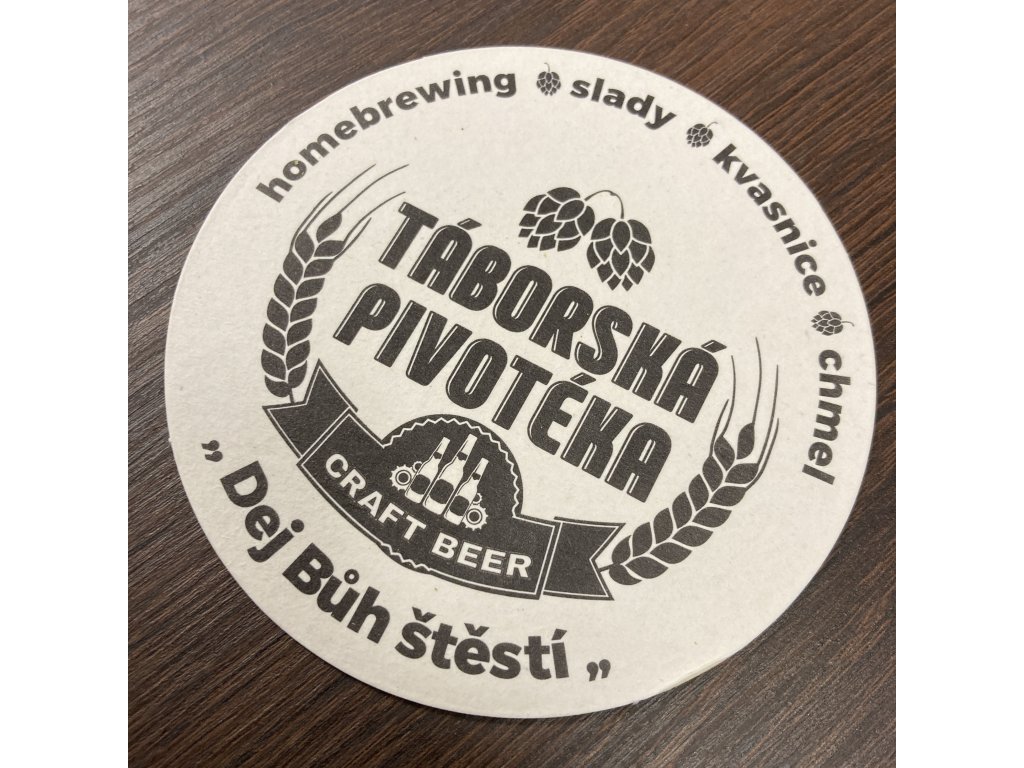 homebrewing slady kvasnice chmel
TÁBORSKÁ
PIVOTÉKA
CRAFT BEER
„ Dej Bůh štěstí „